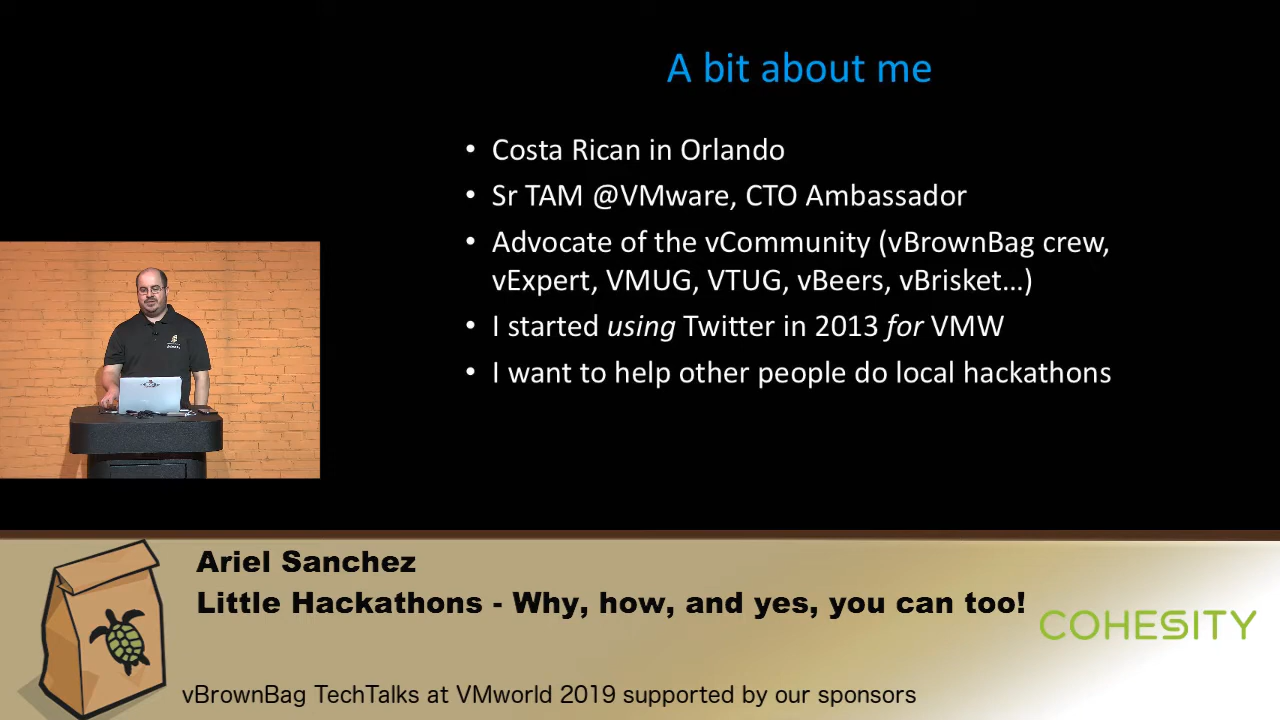 A bit about me
• Costa Rican in Orlando
• Sr TAM @VMware, CTO Ambassador
• Advocate of the vCommunity (vBrownBag crew,
vExpert, VMUG, VTUG, vBeers, vBrisket…)
• I started using Twitter in 2013 for VMW
• I want to help other people do local hackathons
Ariel Sanchez
Little Hackathons - Why, how, and yes, you can too!
COHESITY
vBrownBag TechTalks at VMworld 2019 supported by our sponsors